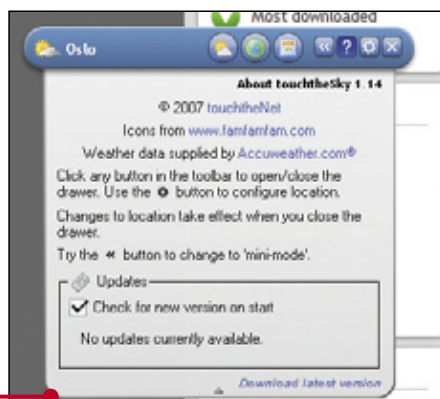 Most downloaded
Oslo
About touchtheSky 1.14
© 2007 touchtheNet
Icons from www.famfamfam.com
Weather data supplied by Accuweather.com®
Click any button in the toolbar to open/close the
drawer. Use the button to configure location.
Changes to location take effect when you close the
drawer.
Try the « button to change to 'mini-mode'.
Updates
Check for new version on start
No updates currently available.
Download latest version